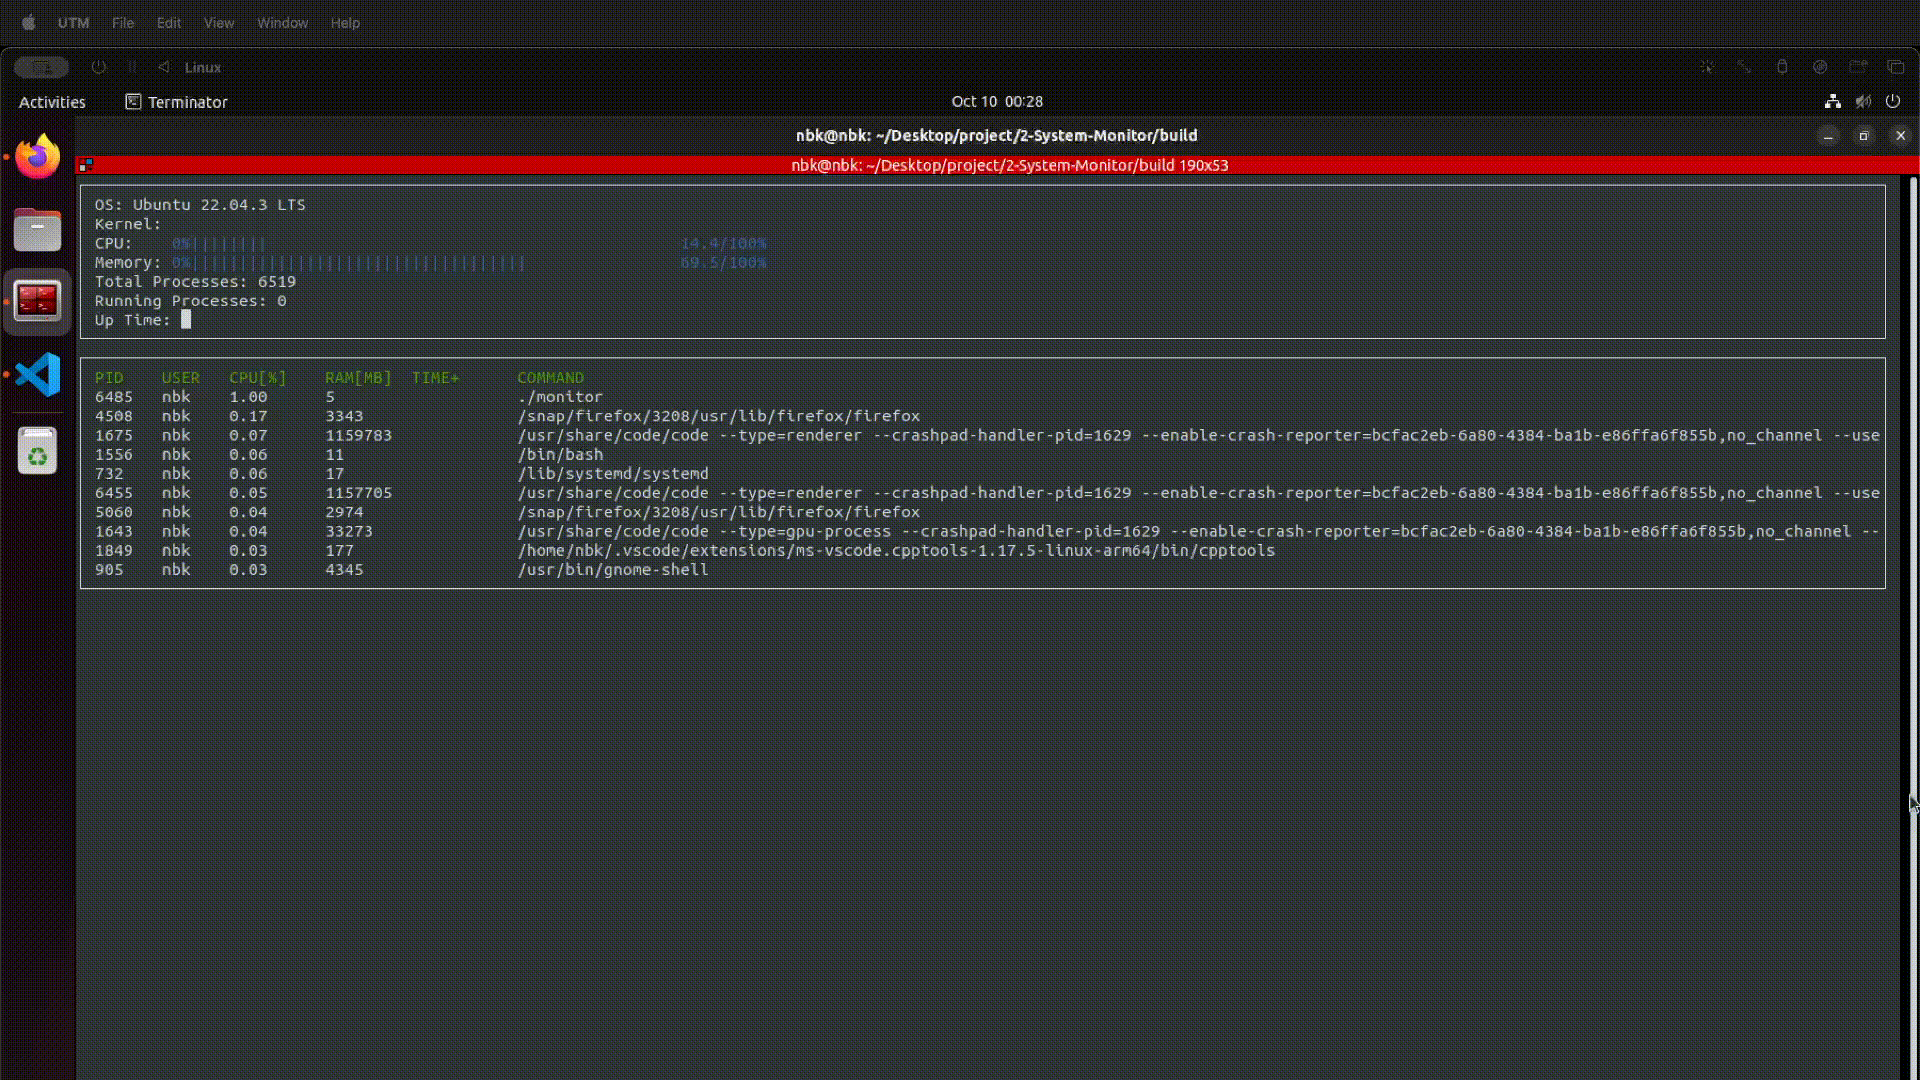 UTM File Edit View Window Help
Linux
Activities Terminator Oct 10 00:28
nbk@nbk: ~/Desktop/project/2-System-Monitor/build
nbk@nbk: ~/Desktop/project/2-System-Monitor/build 190x53
OS: Ubuntu 22.04.3 LTS
Kernel:
CPU: 0%|||||||| 14.4/100%
Memory: 0%||||||||||||||||||||||||||||||||||| 69.5/100%
Total Processes: 6519
Running Processes: 0
Up Time:
PID USER CPU[%] RAM[MB] TIME+ COMMAND
6485 nbk 1.00 5 ./monitor
4508 nbk 0.17 3343 /snap/firefox/3208/usr/lib/firefox/firefox
1675 nbk 0.07 1159783 /usr/share/code/code --type=renderer --crashpad-handler-pid=1629 --enable-crash-reporter=bcfac2eb-6a80-4384-ba1b-e86ffa6f855b,no_channel --use
1556 nbk 0.06 11 /bin/bash
732 nbk 0.06 17 /lib/systemd/systemd
6455 nbk 0.05 1157705 /usr/share/code/code --type=renderer --crashpad-handler-pid=1629 --enable-crash-reporter=bcfac2eb-6a80-4384-ba1b-e86ffa6f855b,no_channel --use
5060 nbk 0.04 2974 /snap/firefox/3208/usr/lib/firefox/firefox
1643 nbk 0.04 33273 /usr/share/code/code --type=gpu-process --crashpad-handler-pid=1629 --enable-crash-reporter=bcfac2eb-6a80-4384-ba1b-e86ffa6f855b,no_channel --
1849 nbk 0.03 177 /home/nbk/.vscode/extensions/ms-vscode.cpptools-1.17.5-linux-arm64/bin/cpptools
905 nbk 0.03 4345 /usr/bin/gnome-shell